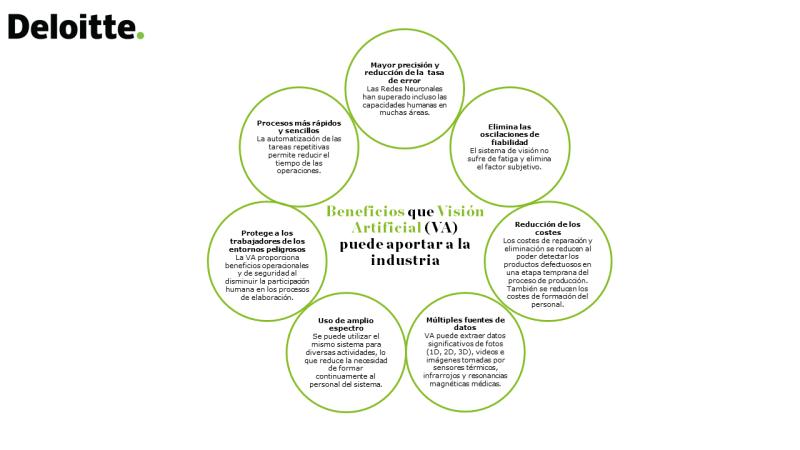 Deloitte.
Mayor precisión y
reducción de la tasa
de error
Las Redes Neuronales
han superado incluso las
capacidades humanas en
muchas áreas.
Elimina las
oscilaciones de
fiabilidad
El sistema de visión no
sufre de fatiga y elimina
el factor subjetivo.
Reducción de los
costes
Los costes de reparación y
eliminación se reducen al
poder detectar los
productos defectuosos en
una etapa temprana del
proceso de producción.
También se reducen los
costes de formación del
personal.
Múltiples fuentes de
datos
VA puede extraer datos
significativos de fotos
(1D, 2D, 3D), videos e
imágenes tomadas por
sensores térmicos,
infrarrojos y resonancias
magnéticas médicas.
Uso de amplio
espectro
Se puede utilizar el
mismo sistema para
diversas actividades, lo
que reduce la necesidad
de formar
continuamente al
personal del sistema.
Protege a los
trabajadores de los
entornos peligrosos
La VA proporciona
beneficios operacionales
y de seguridad al
disminuir la participación
humana en los procesos
de elaboración.
Procesos más rápidos
y sencillos
La automatización de las
tareas repetitivas
permite reducir el
tiempo de las
operaciones.
Beneficios que Visión
Artificial (VA)
puede aportar a la
industria